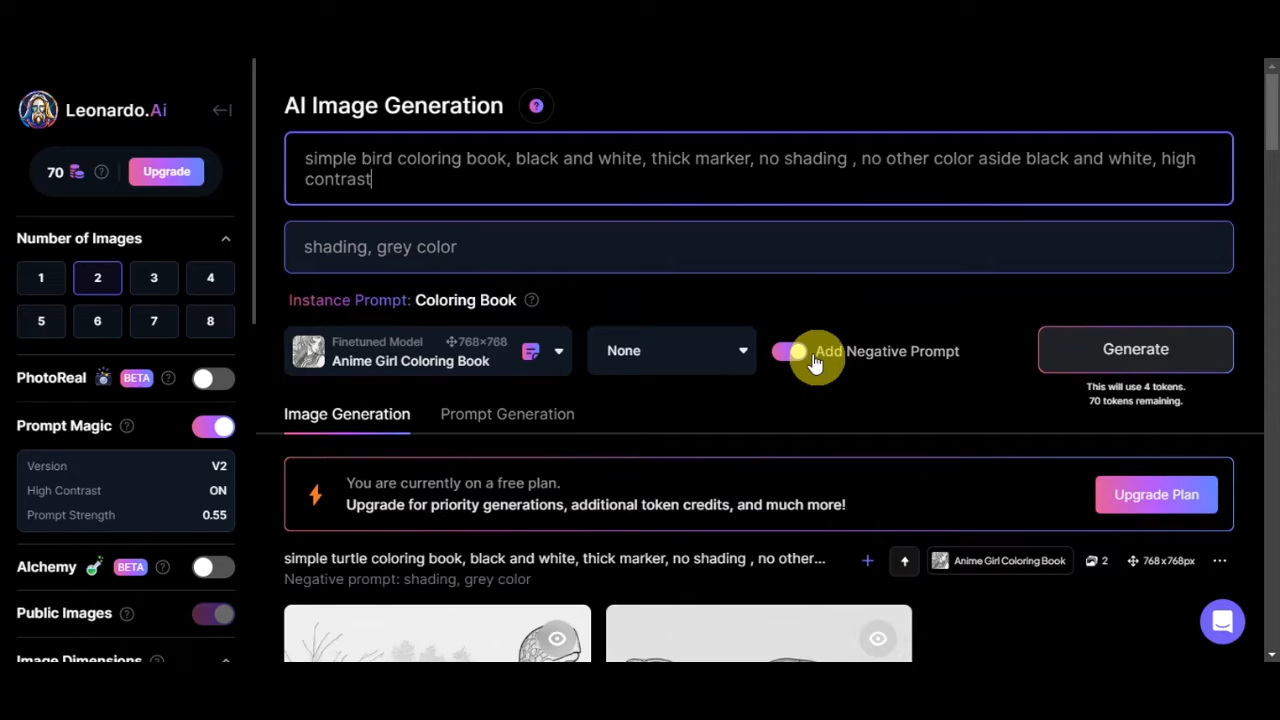 Leonardo.Ai
70
Upgrade
Number of Images
1 2 3 4
5 6 7 8
PhotoReal BETA ?
Prompt Magic ?
Version V2
High Contrast ON
Prompt Strength 0.55
Alchemy BETA ?
Public Images ?
Image Dimensions ?
AI Image Generation ?
simple bird coloring book, black and white, thick marker, no shading , no other color aside black and white, high
contrast
shading, grey color
Instance Prompt: Coloring Book ?
Finetuned Model 768×768
Anime Girl Coloring Book
None
Add Negative Prompt
Generate
This will use 4 tokens.
70 tokens remaining.
Image Generation Prompt Generation
You are currently on a free plan.
Upgrade for priority generations, additional token credits, and much more!
Upgrade Plan
simple turtle coloring book, black and white, thick marker, no shading , no other... + Anime Girl Coloring Book 2 768x768px ...
Negative prompt: shading, grey color